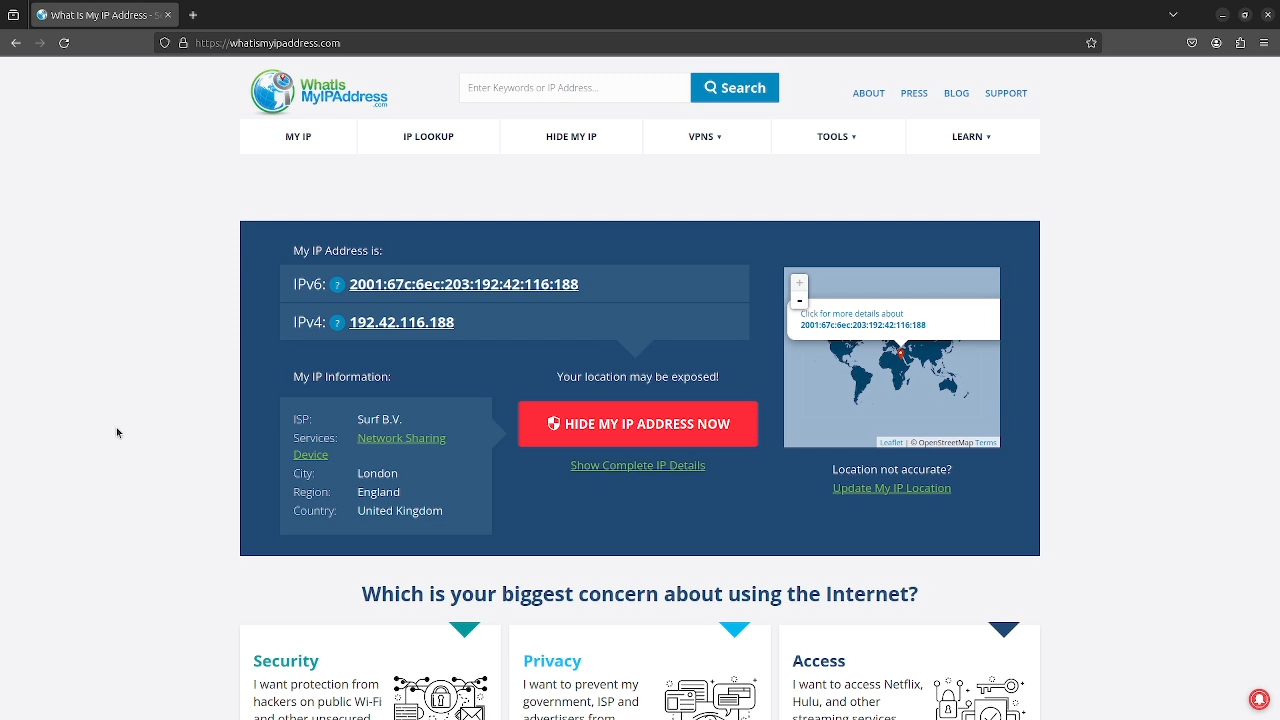 What Is My IP Address - S
https://whatismyipaddress.com
WhatIs
MyIPAddress
.com
Enter Keywords or IP Address...
Search
ABOUT PRESS BLOG SUPPORT
MY IP IP LOOKUP HIDE MY IP VPNS ▼ TOOLS ▼ LEARN ▼
My IP Address is:
IPv6: ? 2001:67c:6ec:203:192:42:116:188
IPv4: ? 192.42.116.188
+
-
Click for more details about
2001:67c:6ec:203:192:42:116:188
Leaflet | © OpenStreetMap Terms
My IP Information:
ISP: Surf B.V.
Services: Network Sharing
Device
City: London
Region: England
Country: United Kingdom
Your location may be exposed!
HIDE MY IP ADDRESS NOW
Show Complete IP Details
Location not accurate?
Update My IP Location
Which is your biggest concern about using the Internet?
Security
I want protection from
hackers on public Wi-Fi
and other unsecured
Privacy
I want to prevent my
government, ISP and
advertisers from
Access
I want to access Netflix,
Hulu, and other
streaming services